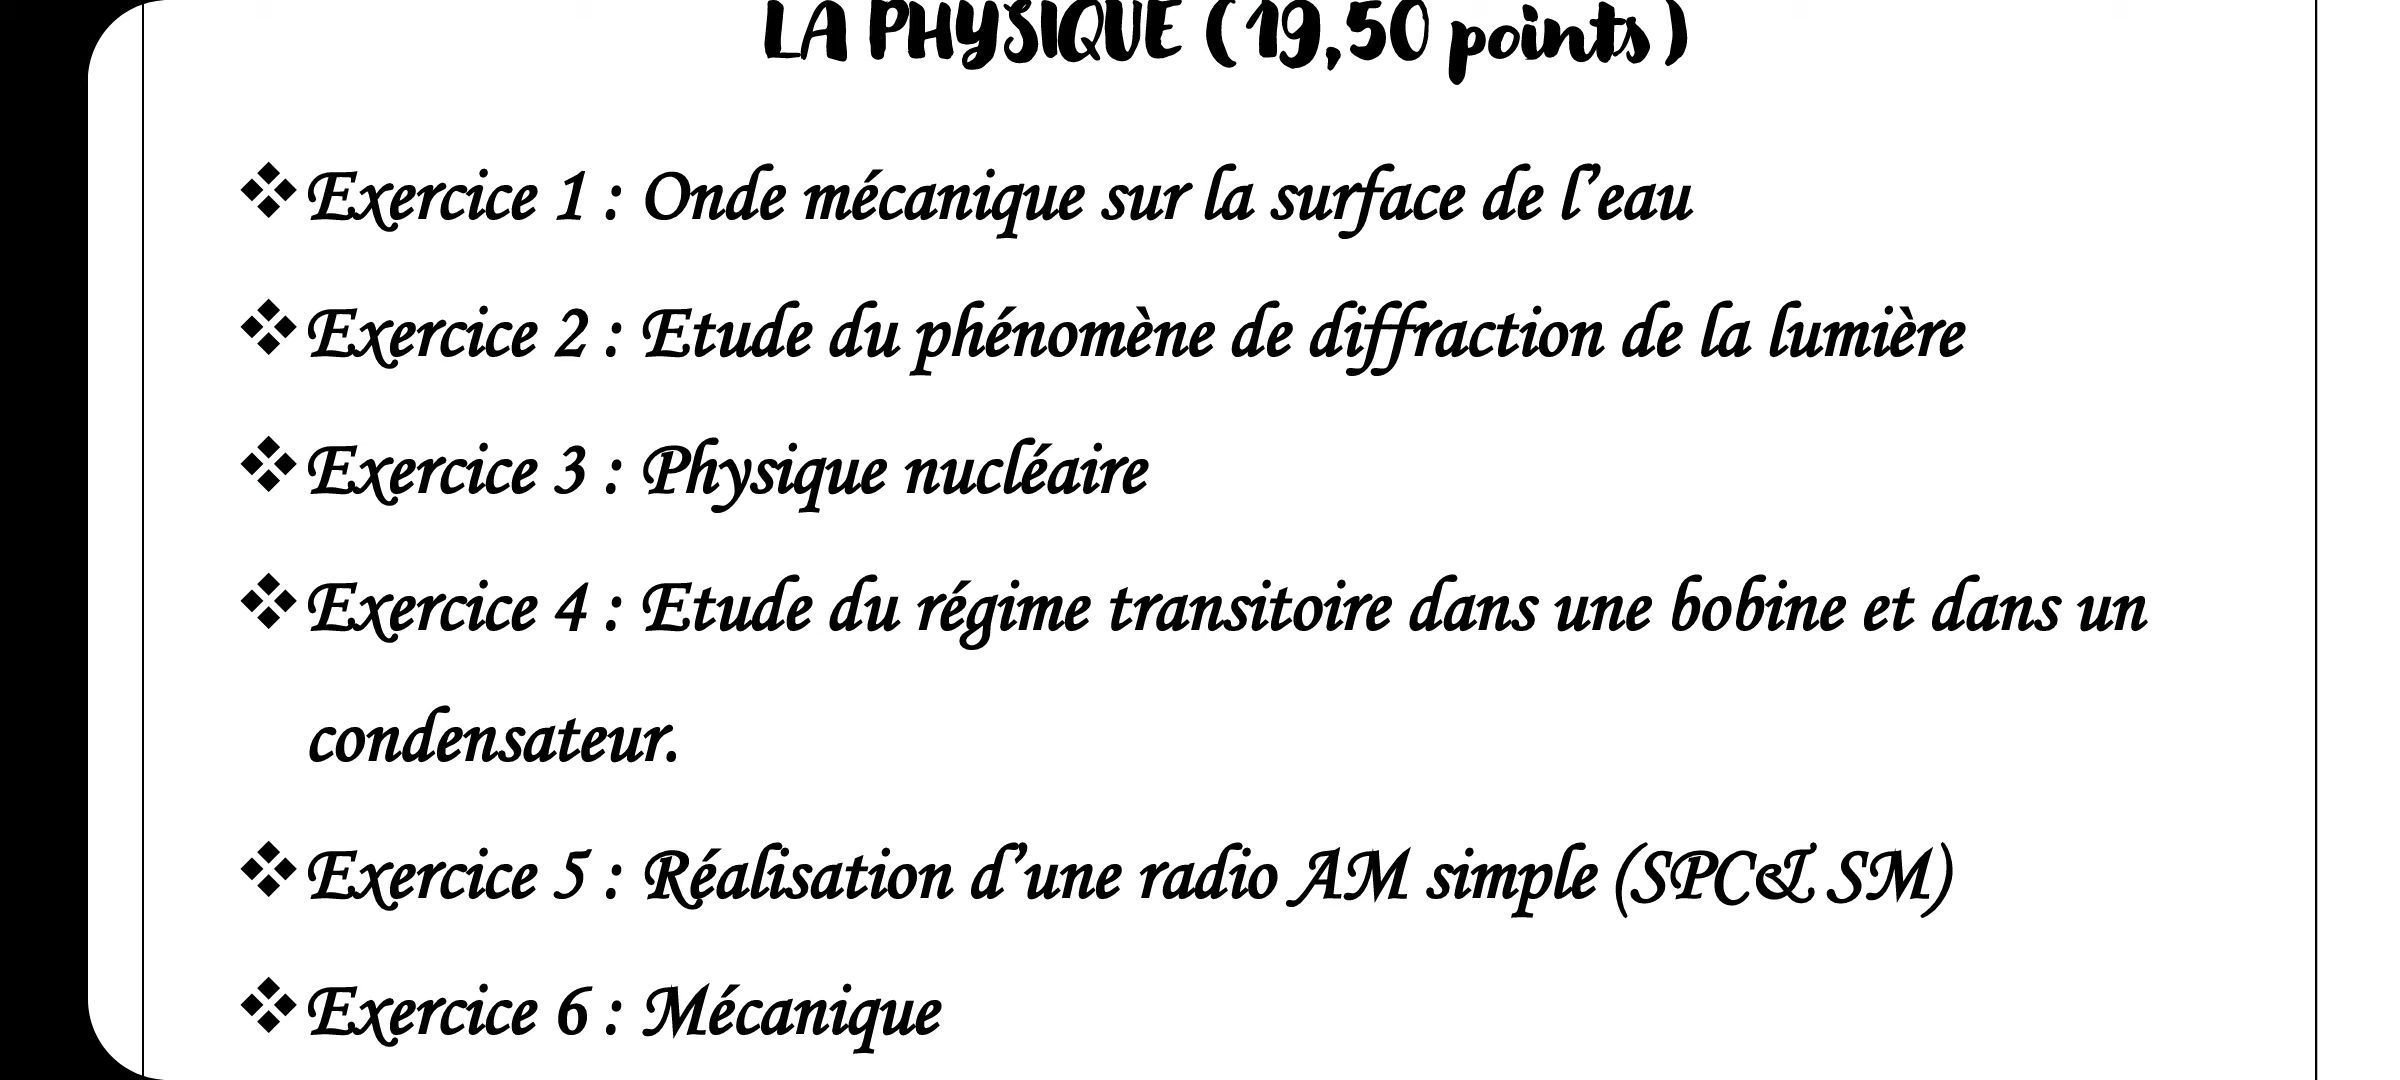 LA PHYSIQUE (19,50 points)
❖Exercice 1 : Onde mécanique sur la surface de l’eau
❖Exercice 2 : Etude du phénomène de diffraction de la lumière
❖Exercice 3 : Physique nucléaire
❖Exercice 4 : Etude du régime transitoire dans une bobine et dans un
condensateur.
❖Exercice 5 : Réalisation d’une radio AM simple (SPC& SM)
❖Exercice 6 : Mécanique